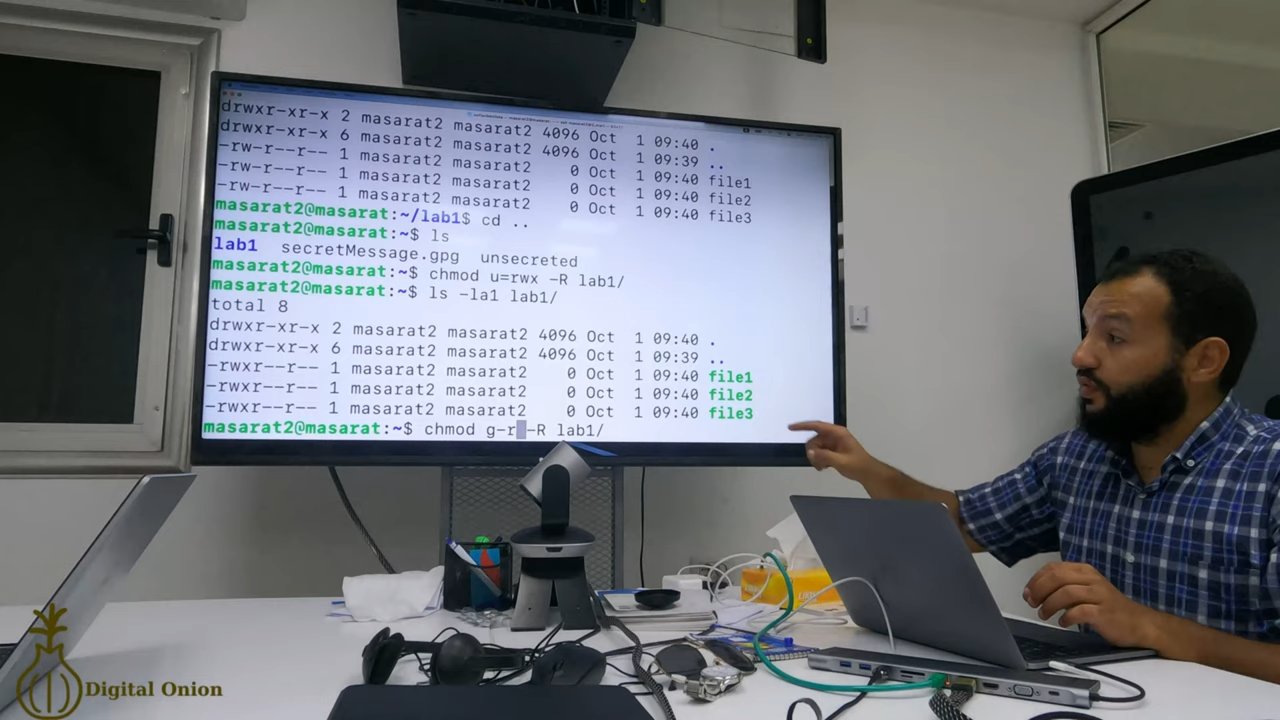 drwxr-xr-x 2 masarat2 masarat2 4096 Oct 1 09:40 .
drwxr-xr-x 6 masarat2 masarat2 4096 Oct 1 09:39 ..
-rw-r--r-- 1 masarat2 masarat2 0 Oct 1 09:40 file1
-rw-r--r-- 1 masarat2 masarat2 0 Oct 1 09:40 file2
-rw-r--r-- 1 masarat2 masarat2 0 Oct 1 09:40 file3
masarat2@masarat:~/lab1$ cd ..
masarat2@masarat:~$ ls
lab1 secretMessage.gpg unsecreted
masarat2@masarat:~$ chmod u=rwx -R lab1/
masarat2@masarat:~$ ls -la1 lab1/
total 8
drwxr-xr-x 2 masarat2 masarat2 4096 Oct 1 09:40 .
drwxr-xr-x 6 masarat2 masarat2 4096 Oct 1 09:39 ..
-rwxr--r-- 1 masarat2 masarat2 0 Oct 1 09:40 file1
-rwxr--r-- 1 masarat2 masarat2 0 Oct 1 09:40 file2
-rwxr--r-- 1 masarat2 masarat2 0 Oct 1 09:40 file3
masarat2@masarat:~$ chmod g-r -R lab1/
Digital Onion